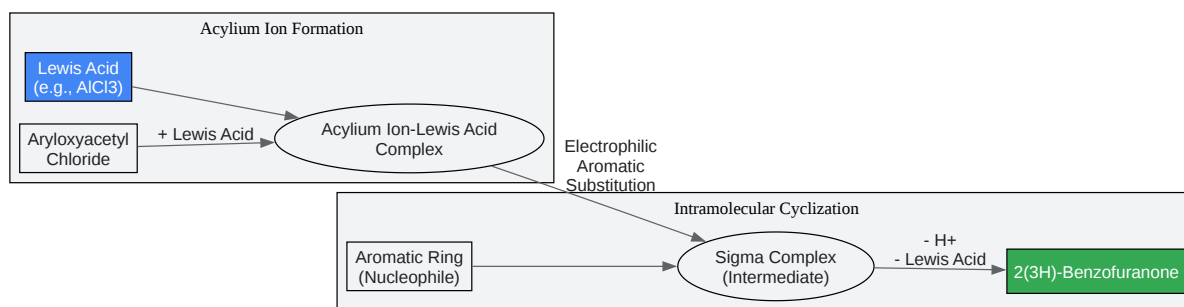 Acylium Ion Formation
Lewis Acid
(e.g., AlCl3)
Aryloxyacetyl
Chloride
+ Lewis Acid
Acylium Ion-Lewis Acid
Complex
Electrophilic
Aromatic
Substitution
Intramolecular Cyclization
Aromatic Ring
(Nucleophile)
Sigma Complex
(Intermediate)
- H+
- Lewis Acid
2(3H)-Benzofuranone